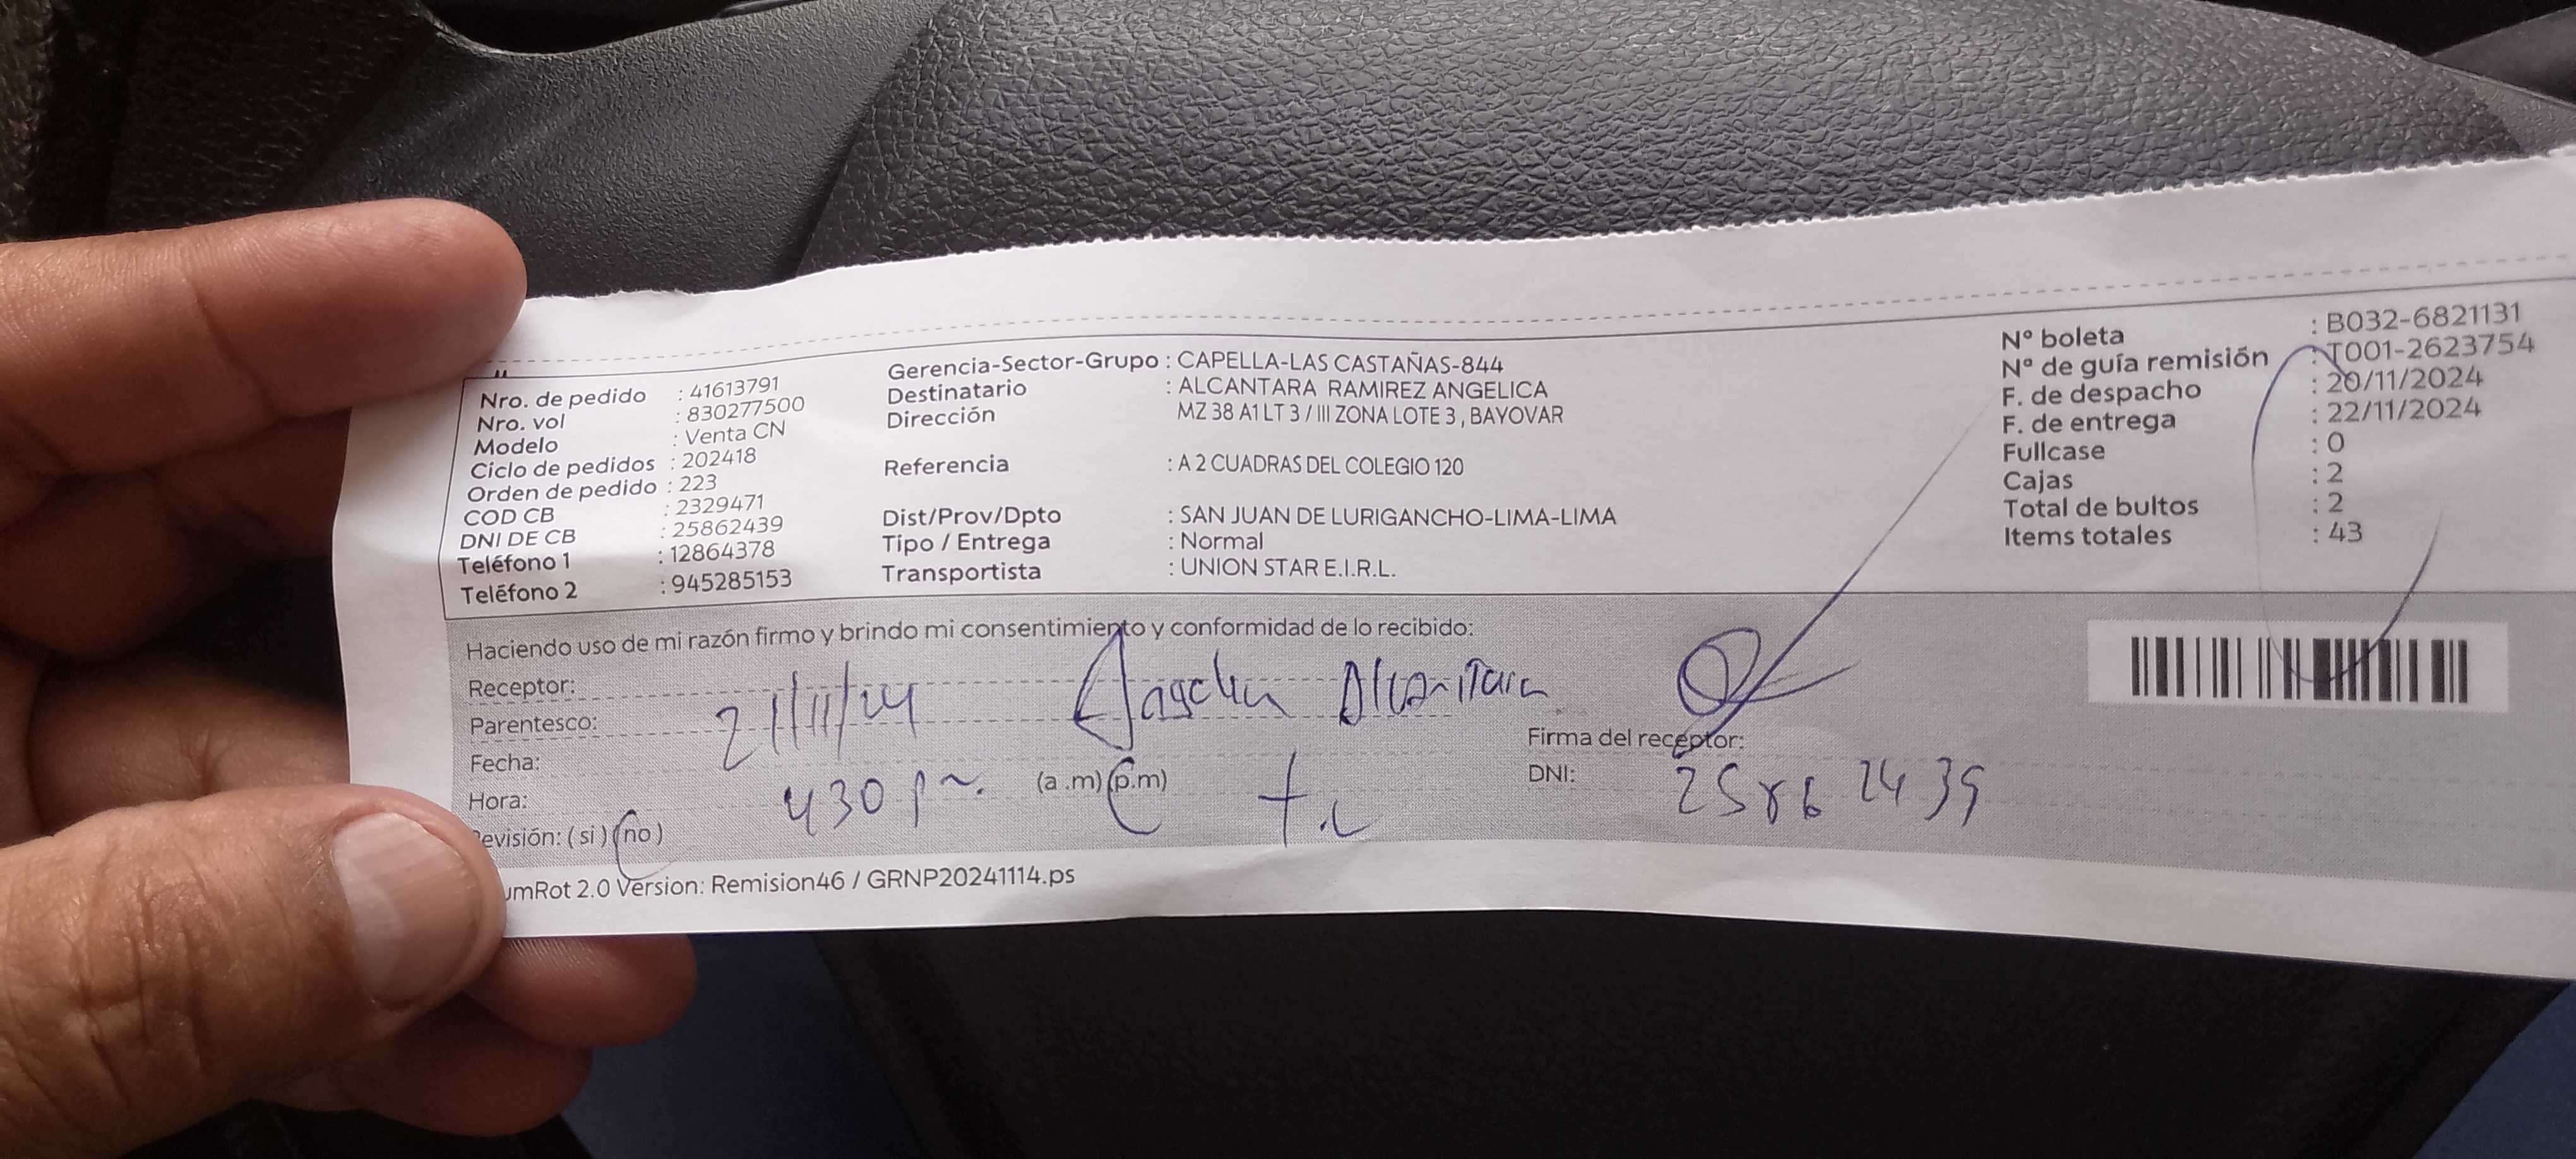 Nro. de pedido : 41613791
Nro. vol : 830277500
Modelo : Venta CN
Ciclo de pedidos : 202418
Orden de pedido : 223
COD CB : 2329471
DNI DE CB : 25862439
Teléfono 1 : 12864378
Teléfono 2 : 945285153
Gerencia-Sector-Grupo : CAPELLA-LAS CASTAÑAS-844
Destinatario : ALCANTARA RAMIREZ ANGELICA
Dirección MZ 38 A1 LT 3 / III ZONA LOTE 3 , BAYOVAR
Referencia : A 2 CUADRAS DEL COLEGIO 120
Dist/Prov/Dpto : SAN JUAN DE LURIGANCHO-LIMA-LIMA
Tipo / Entrega : Normal
Transportista : UNION STAR E.I.R.L.
N° boleta : B032-6821131
N° de guía remisión : T001-2623754
F. de despacho : 20/11/2024
F. de entrega : 22/11/2024
Fullcase : 0
Cajas : 2
Total de bultos : 2
Items totales : 43
Haciendo uso de mi razón firmo y brindo mi consentimiento y conformidad de lo recibido:
Receptor: Alcantara
Parentesco:
Fecha: 21/11/24
Firma del receptor:
Hora: 430 pm. (a.m) (p.m)
DNI: 25862439
evisión: ( si ) ( no )
umRot 2.0 Version: Remision46 / GRNP20241114.ps